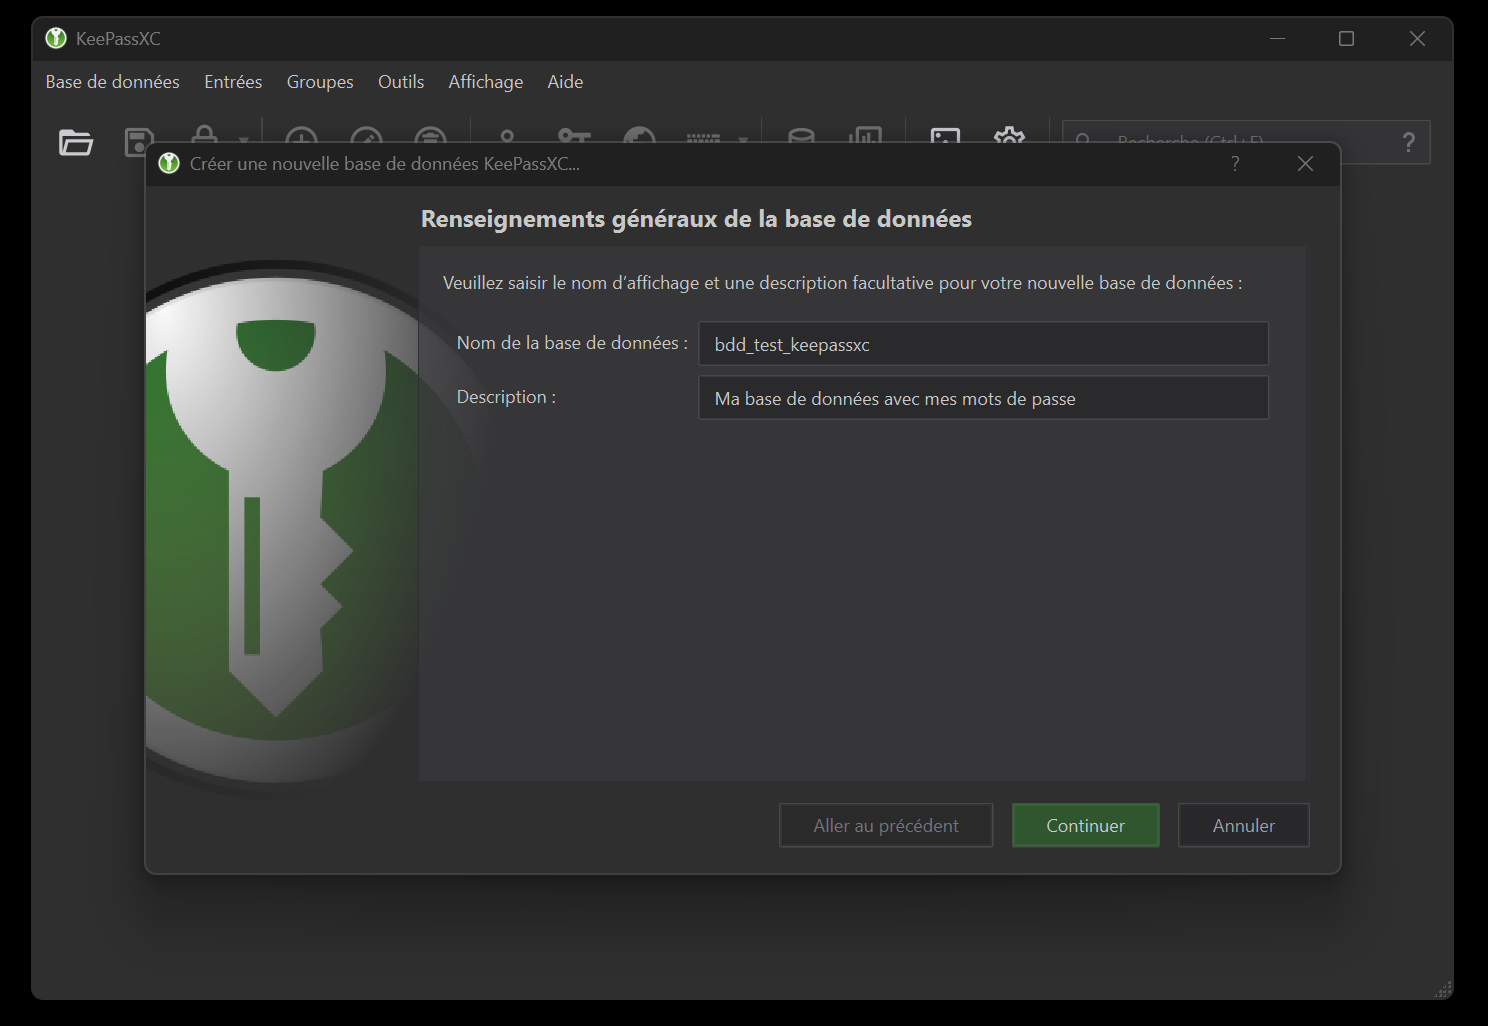 KeePassXC
Base de données Entrées Groupes Outils Affichage Aide
Recherche (Ctrl+F) ?
Créer une nouvelle base de données KeePassXC... ?
Renseignements généraux de la base de données
Veuillez saisir le nom d’affichage et une description facultative pour votre nouvelle base de données :
Nom de la base de données : bdd_test_keepassxc
Description : Ma base de données avec mes mots de passe
Aller au précédent Continuer Annuler